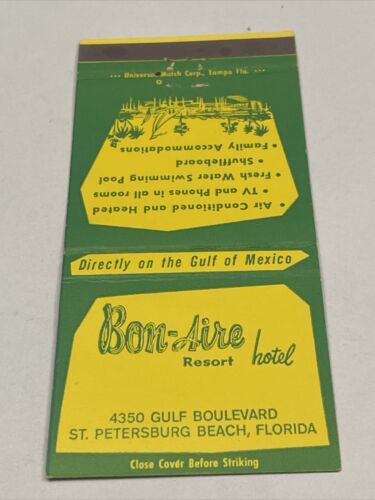 ••• Universal Match Corp., Tampa Fla. •••
• Air Conditioned and Heated
• TV and Phones in all rooms
• Fresh Water Swimming Pool
• Shuffleboard
• Family Accommodations
Directly on the Gulf of Mexico
Bon-Aire
Resort hotel
4350 GULF BOULEVARD
ST. PETERSBURG BEACH, FLORIDA
Close Cover Before Striking